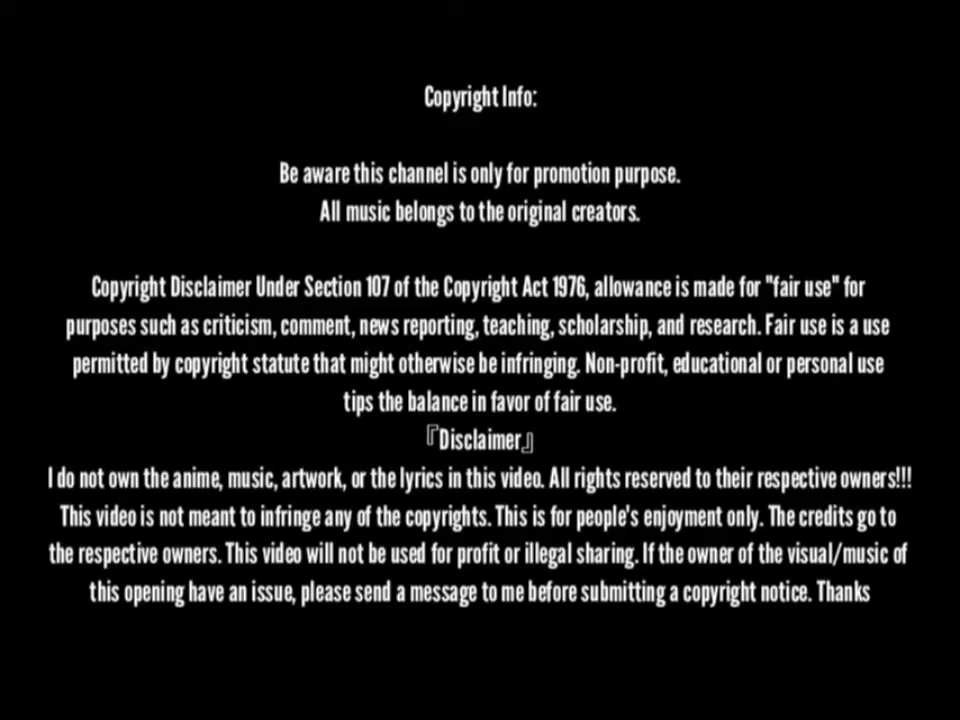 Copyright Info:
Be aware this channel is only for promotion purpose.
All music belongs to the original creators.
Copyright Disclaimer Under Section 107 of the Copyright Act 1976, allowance is made for "fair use" for
purposes such as criticism, comment, news reporting, teaching, scholarship, and research. Fair use is a use
permitted by copyright statute that might otherwise be infringing. Non-profit, educational or personal use
tips the balance in favor of fair use.
『Disclaimer』
I do not own the anime, music, artwork, or the lyrics in this video. All rights reserved to their respective owners!!!
This video is not meant to infringe any of the copyrights. This is for people's enjoyment only. The credits go to
the respective owners. This video will not be used for profit or illegal sharing. If the owner of the visual/music of
this opening have an issue, please send a message to me before submitting a copyright notice. Thanks